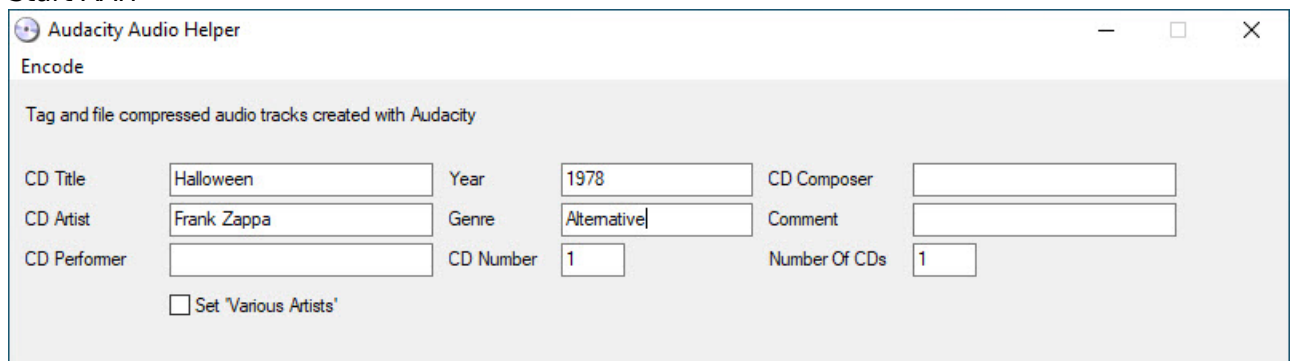 Audacity Audio Helper
Encode
Tag and file compressed audio tracks created with Audacity
CD Title Halloween Year 1978 CD Composer
CD Artist Frank Zappa Genre Alternative Comment
CD Performer CD Number 1 Number Of CDs 1
Set 'Various Artists'